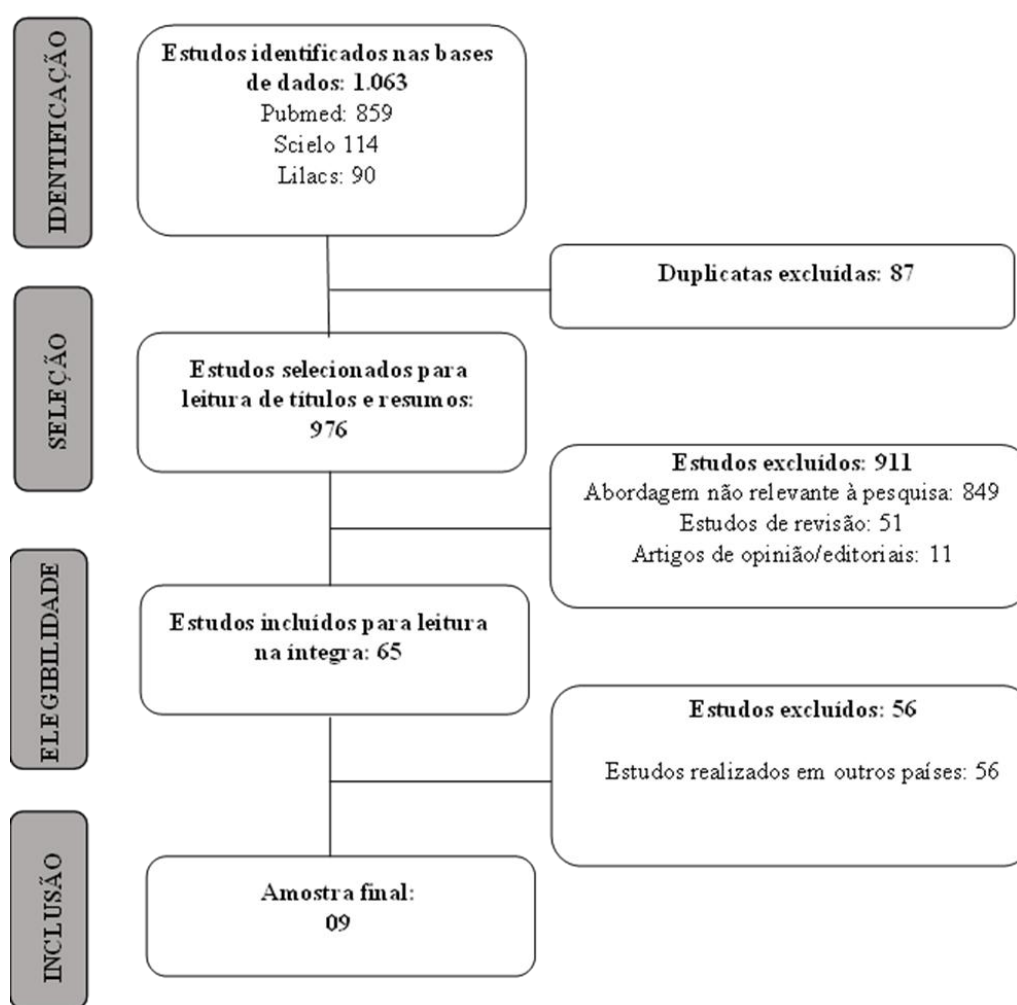 IDENTIFICAÇÃO
Estudos identificados nas bases
de dados: 1.063
Pubmed: 859
Scielo 114
Lilacs: 90
Duplicatas excluídas: 87
SELEÇÃO
Estudos selecionados para
leitura de títulos e resumos:
976
Estudos excluídos: 911
Abordagem não relevante à pesquisa: 849
Estudos de revisão: 51
Artigos de opinião/editoriais: 11
ELEGIBILIDADE
Estudos incluídos para leitura
na íntegra: 65
Estudos excluídos: 56
Estudos realizados em outros países: 56
INCLUSÃO
Amostra final:
09